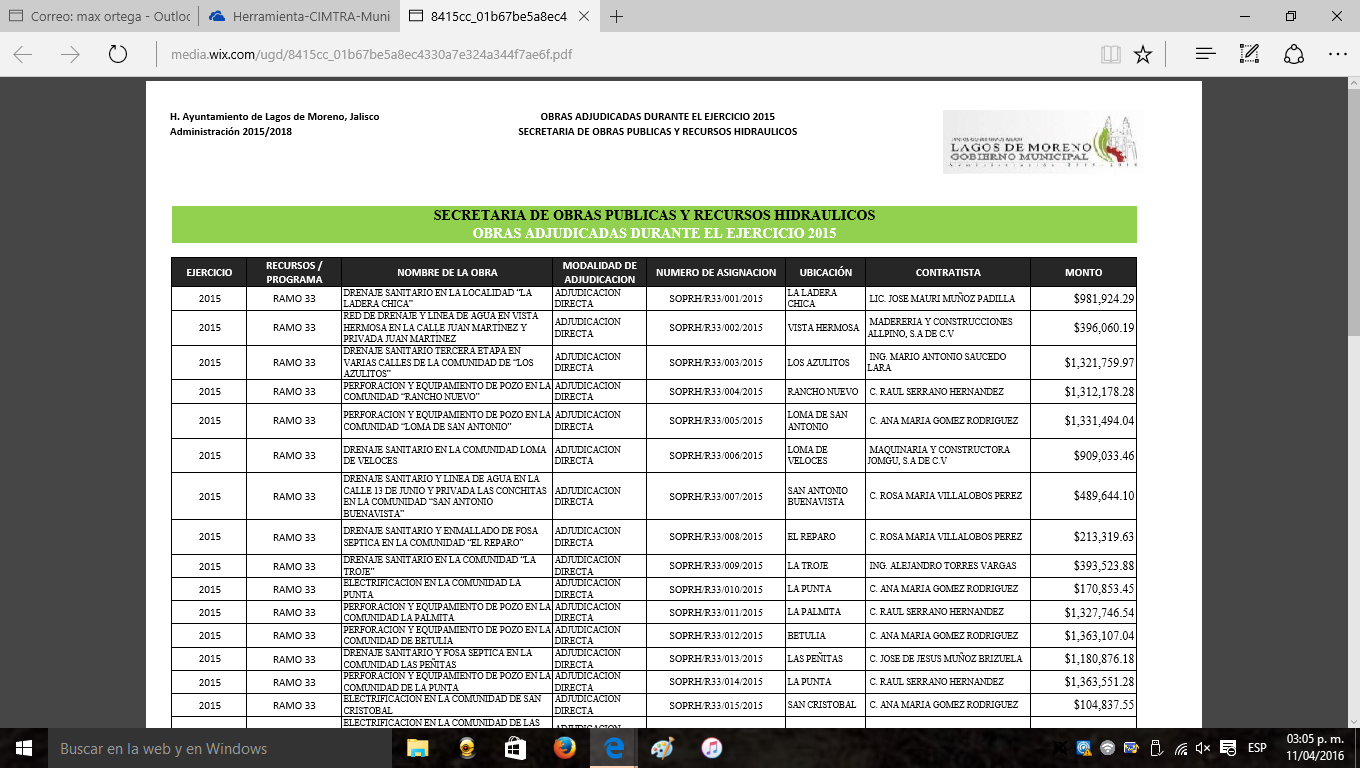 Correo: max ortega - Outloo
Herramienta-CIMTRA-Muni
8415cc_01b67be5a8ec4
media.wix.com/ugd/8415cc_01b67be5a8ec4330a7e324a344f7ae6f.pdf
H. Ayuntamiento de Lagos de Moreno, Jalisco
Administración 2015/2018
OBRAS ADJUDICADAS DURANTE EL EJERCICIO 2015
SECRETARIA DE OBRAS PUBLICAS Y RECURSOS HIDRAULICOS
LAGOS DE MORENO
GOBIERNO MUNICIPAL
SECRETARIA DE OBRAS PUBLICAS Y RECURSOS HIDRAULICOS
OBRAS ADJUDICADAS DURANTE EL EJERCICIO 2015
EJERCICIO RECURSOS / PROGRAMA NOMBRE DE LA OBRA MODALIDAD DE ADJUDICACION NUMERO DE ASIGNACION UBICACIÓN CONTRATISTA MONTO
2015 RAMO 33 DRENAJE SANITARIO EN LA LOCALIDAD “LA LADERA CHICA” ADJUDICACION DIRECTA SOPRH/R33/001/2015 LA LADERA CHICA LIC. JOSE MAURI MUÑOZ PADILLA $981,924.29
2015 RAMO 33 RED DE DRENAJE Y LINEA DE AGUA EN VISTA HERMOSA EN LA CALLE JUAN MARTÍNEZ Y PRIVADA JUAN MARTINEZ ADJUDICACION DIRECTA SOPRH/R33/002/2015 VISTA HERMOSA MADERERIA Y CONSTRUCCIONES ALLPINO, S.A DE C.V $396,060.19
2015 RAMO 33 DRENAJE SANITARIO TERCERA ETAPA EN VARIAS CALLES DE LA COMUNIDAD DE “LOS AZULITOS” ADJUDICACION DIRECTA SOPRH/R33/003/2015 LOS AZULITOS ING. MARIO ANTONIO SAUCEDO LARA $1,321,759.97
2015 RAMO 33 PERFORACION Y EQUIPAMIENTO DE POZO EN LA COMUNIDAD “RANCHO NUEVO” ADJUDICACION DIRECTA SOPRH/R33/004/2015 RANCHO NUEVO C. RAUL SERRANO HERNANDEZ $1,312,178.28
2015 RAMO 33 PERFORACION Y EQUIPAMIENTO DE POZO EN LA COMUNIDAD “LOMA DE SAN ANTONIO” ADJUDICACION DIRECTA SOPRH/R33/005/2015 LOMA DE SAN ANTONIO C. ANA MARIA GOMEZ RODRIGUEZ $1,331,494.04
2015 RAMO 33 DRENAJE SANITARIO EN LA COMUNIDAD LOMA DE VELOCES ADJUDICACION DIRECTA SOPRH/R33/006/2015 LOMA DE VELOCES MAQUINARIA Y CONSTRUCTORA JOMGU, S.A DE C.V $909,033.46
2015 RAMO 33 DRENAJE SANITARIO Y LINEA DE AGUA EN LA CALLE 13 DE JUNIO Y PRIVADA LAS CONCHITAS EN LA COMUNIDAD “SAN ANTONIO BUENAVISTA” ADJUDICACION DIRECTA SOPRH/R33/007/2015 SAN ANTONIO BUENAVISTA C. ROSA MARIA VILLALOBOS PEREZ $489,644.10
2015 RAMO 33 DRENAJE SANITARIO Y ENMALLADO DE FOSA SEPTICA EN LA COMUNIDAD “EL REPARO” ADJUDICACION DIRECTA SOPRH/R33/008/2015 EL REPARO C. ROSA MARIA VILLALOBOS PEREZ $213,319.63
2015 RAMO 33 DRENAJE SANITARIO EN LA COMUNIDAD “LA TROJE” ADJUDICACION DIRECTA SOPRH/R33/009/2015 LA TROJE ING. ALEJANDRO TORRES VARGAS $393,523.88
2015 RAMO 33 ELECTRIFICACION EN LA COMUNIDAD LA PUNTA ADJUDICACION DIRECTA SOPRH/R33/010/2015 LA PUNTA C. ANA MARIA GOMEZ RODRIGUEZ $170,853.45
2015 RAMO 33 PERFORACION Y EQUIPAMIENTO DE POZO EN LA COMUNIDAD LA PALMITA ADJUDICACION DIRECTA SOPRH/R33/011/2015 LA PALMITA C. RAUL SERRANO HERNANDEZ $1,327,746.54
2015 RAMO 33 PERFORACION Y EQUIPAMIENTO DE POZO EN LA COMUNIDAD DE BETULIA ADJUDICACION DIRECTA SOPRH/R33/012/2015 BETULIA C. ANA MARIA GOMEZ RODRIGUEZ $1,363,107.04
2015 RAMO 33 DRENAJE SANITARIO Y FOSA SEPTICA EN LA COMUNIDAD LAS PEÑITAS ADJUDICACION DIRECTA SOPRH/R33/013/2015 LAS PEÑITAS C. JOSE DE JESUS MUÑOZ BRIZUELA $1,180,876.18
2015 RAMO 33 PERFORACION Y EQUIPAMIENTO DE POZO EN LA COMUNIDAD DE LA PUNTA ADJUDICACION DIRECTA SOPRH/R33/014/2015 LA PUNTA C. RAUL SERRANO HERNANDEZ $1,363,551.28
2015 RAMO 33 ELECTRIFICACION EN LA COMUNIDAD DE SAN CRISTOBAL ADJUDICACION DIRECTA SOPRH/R33/015/2015 SAN CRISTOBAL C. ANA MARIA GOMEZ RODRIGUEZ $104,837.55
ELECTRIFICACION EN LA COMUNIDAD DE LAS
Buscar en la web y en Windows
ESP
03:05 p. m.
11/04/2016